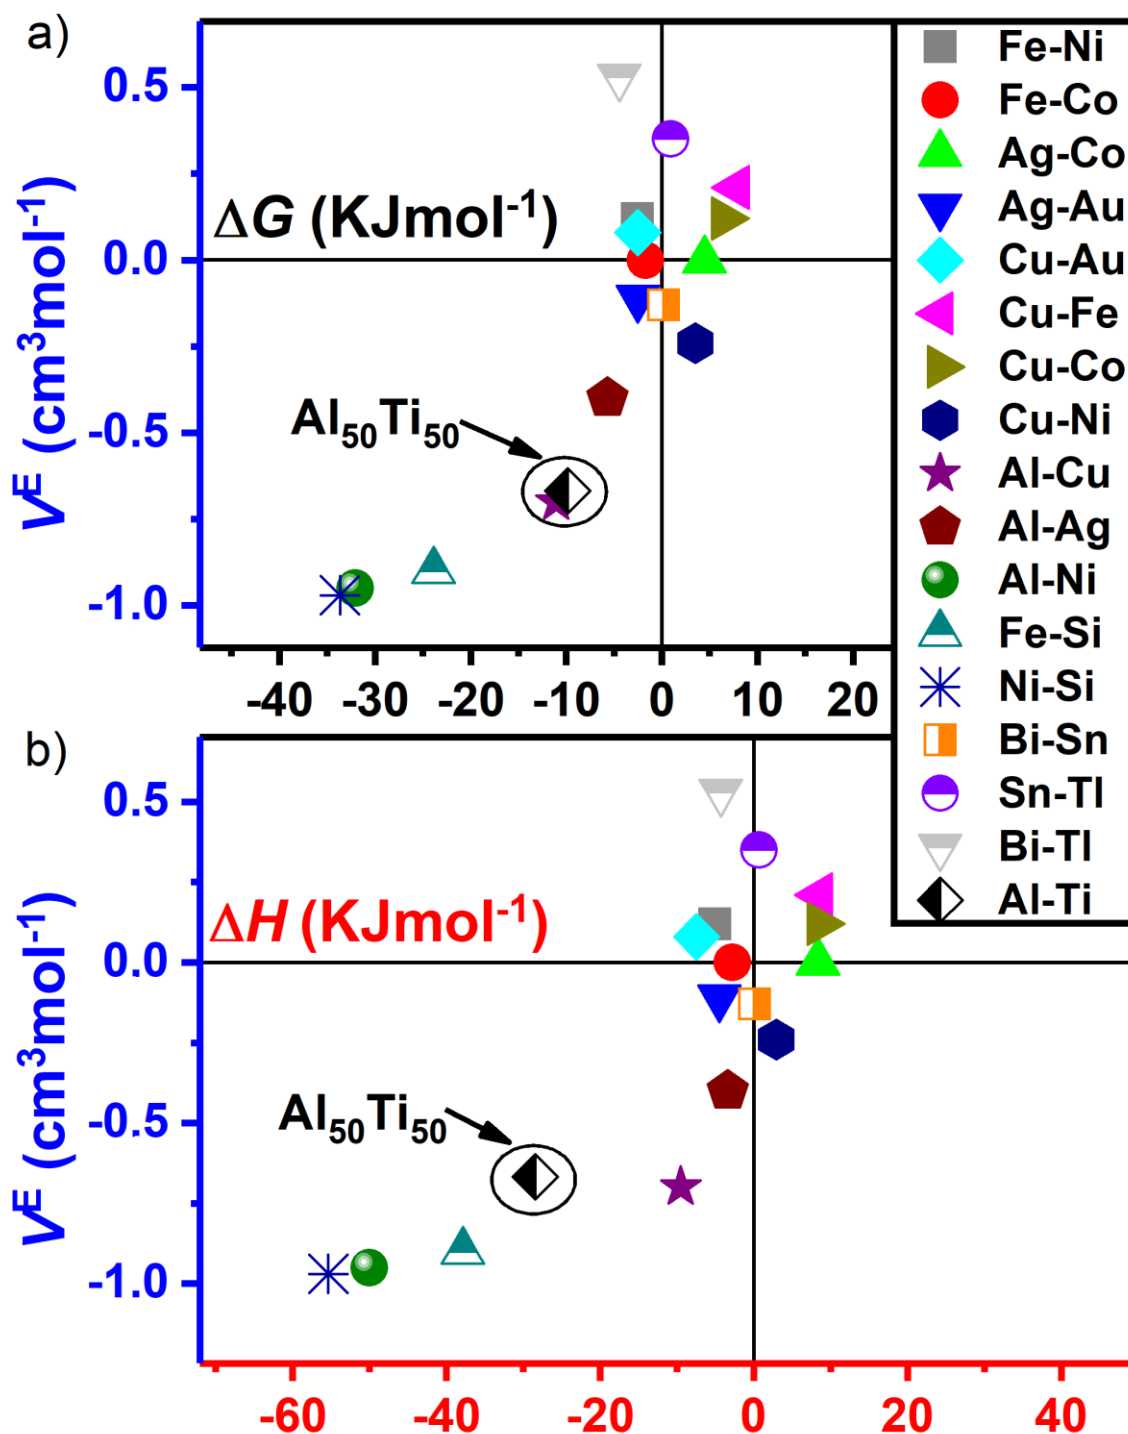 a)
0.5
0.0
-0.5
-1.0
Vᴱ (cm³mol⁻¹)
ΔG (KJmol⁻¹)
Al₅₀Ti₅₀
-40 -30 -20 -10 0 10 20
Fe-Ni
Fe-Co
Ag-Co
Ag-Au
Cu-Au
Cu-Fe
Cu-Co
Cu-Ni
Al-Cu
Al-Ag
Al-Ni
Fe-Si
Ni-Si
Bi-Sn
Sn-Tl
Bi-Tl
Al-Ti
b)
0.5
0.0
-0.5
-1.0
Vᴱ (cm³mol⁻¹)
ΔH (KJmol⁻¹)
Al₅₀Ti₅₀
-60 -40 -20 0 20 40